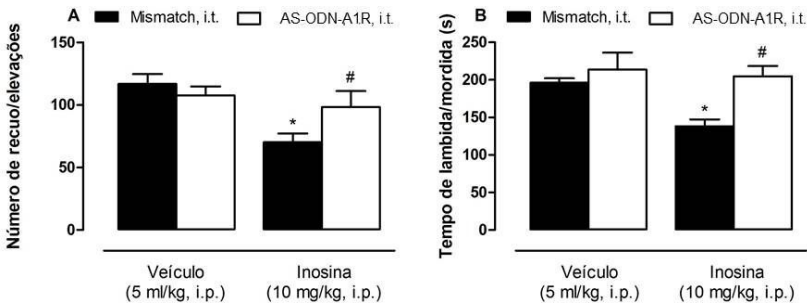 A
Mismatch, i.t.
AS-ODN-A1R, i.t.
Número de recuo/elevações
150
100
50
0
*
#
Veículo
(5 ml/kg, i.p.)
Inosina
(10 mg/kg, i.p.)
B
Mismatch, i.t.
AS-ODN-A1R, i.t.
Tempo de lambida/mordida (s)
250
200
150
100
50
0
*
#
Veículo
(5 ml/kg, i.p.)
Inosina
(10 mg/kg, i.p.)